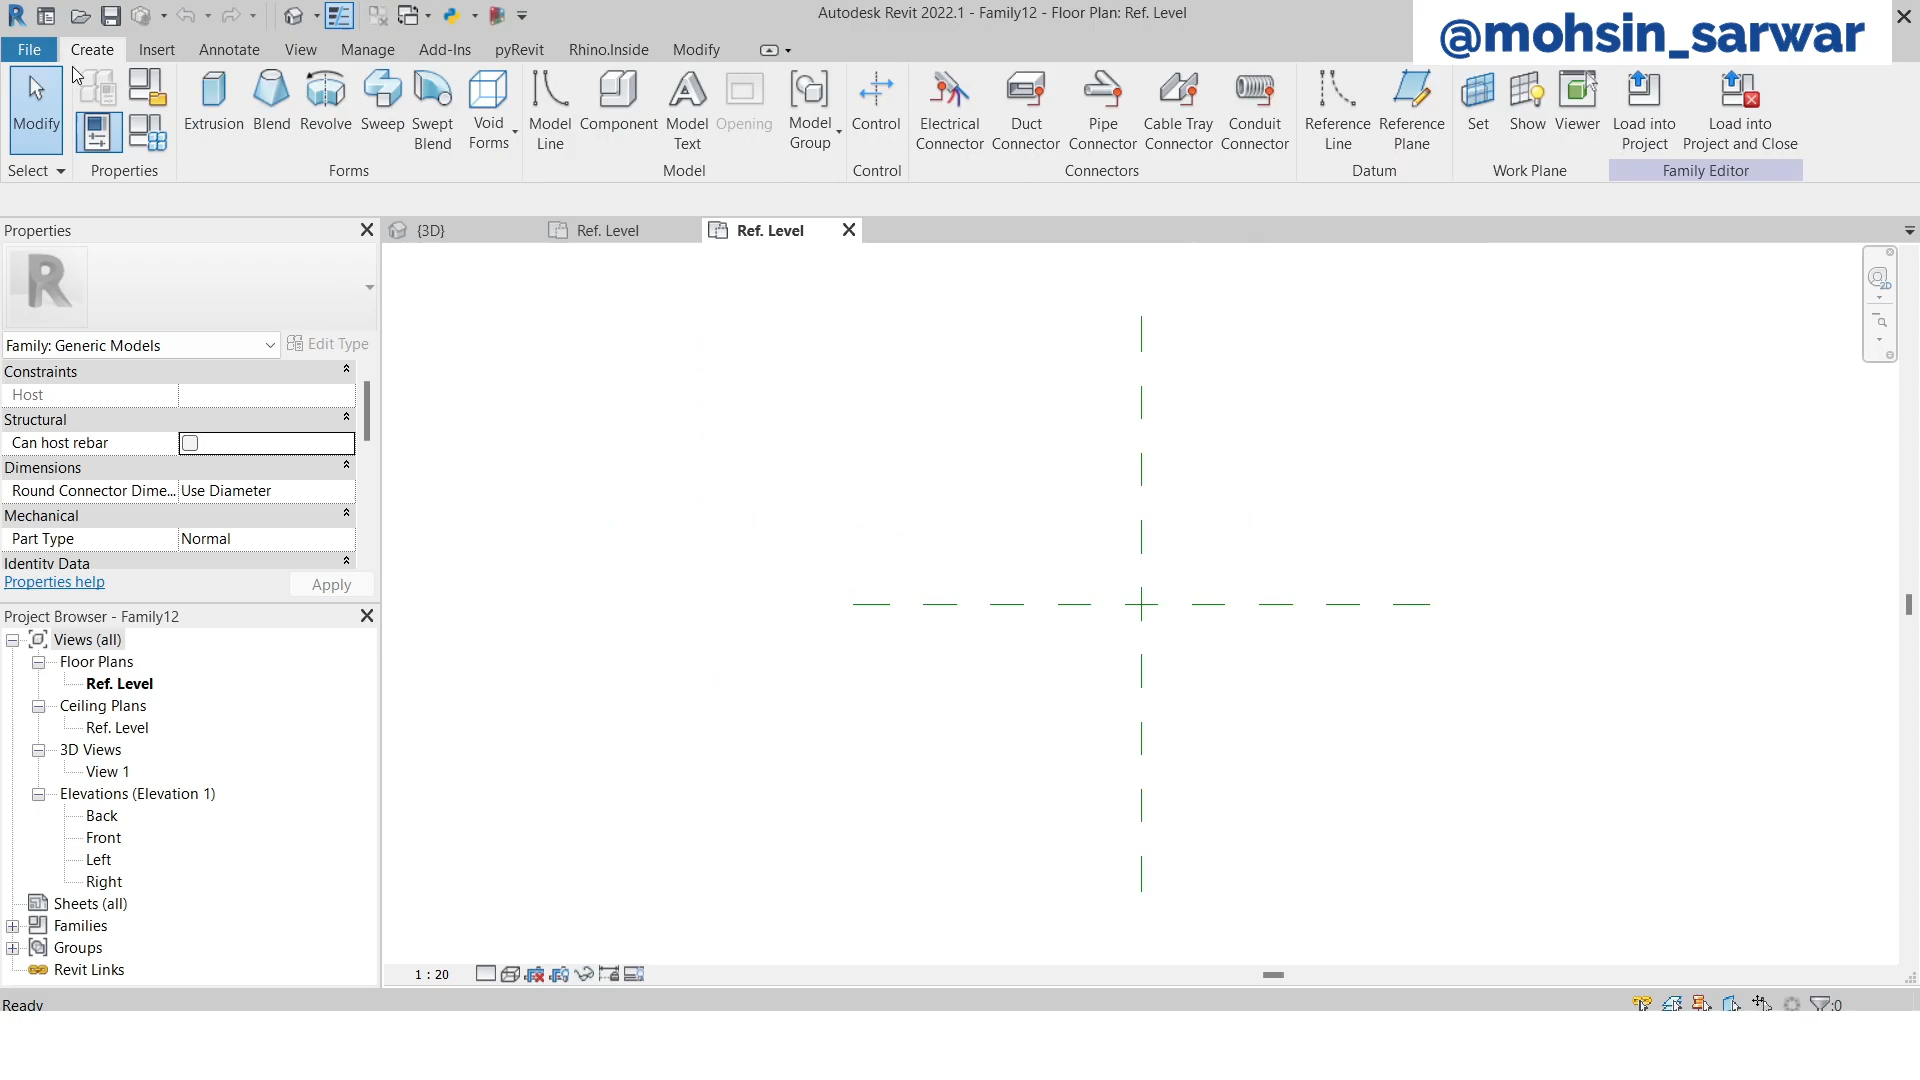 Autodesk Revit 2022.1 - Family12 - Floor Plan: Ref. Level
@mohsin_sarwar
File Create Insert Annotate View Manage Add-Ins pyRevit Rhino.Inside Modify
Modify
Extrusion Blend Revolve Sweep Swept Blend Void Forms
Model Line Component Model Text Opening Model Group
Control
Electrical Connector Duct Connector Pipe Connector Cable Tray Connector Conduit Connector
Reference Line Reference Plane
Set Show Viewer
Load into Project Load into Project and Close
Select Properties Forms Model Control Connectors Datum Work Plane Family Editor
Properties
{3D} Ref. Level Ref. Level
R
Family: Generic Models Edit Type
Constraints
Host
Structural
Can host rebar
Dimensions
Round Connector Dime... Use Diameter
Mechanical
Part Type Normal
Identity Data
Properties help Apply
Project Browser - Family12
Views (all)
Floor Plans
Ref. Level
Ceiling Plans
Ref. Level
3D Views
View 1
Elevations (Elevation 1)
Back
Front
Left
Right
Sheets (all)
Families
Groups
Revit Links
1 : 20
Ready
:0
2D